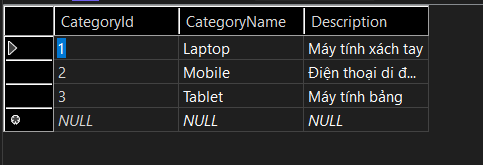 CategoryId CategoryName Description
1 Laptop Máy tính xách tay
2 Mobile Điện thoại di đ...
3 Tablet Máy tính bảng
NULL NULL NULL